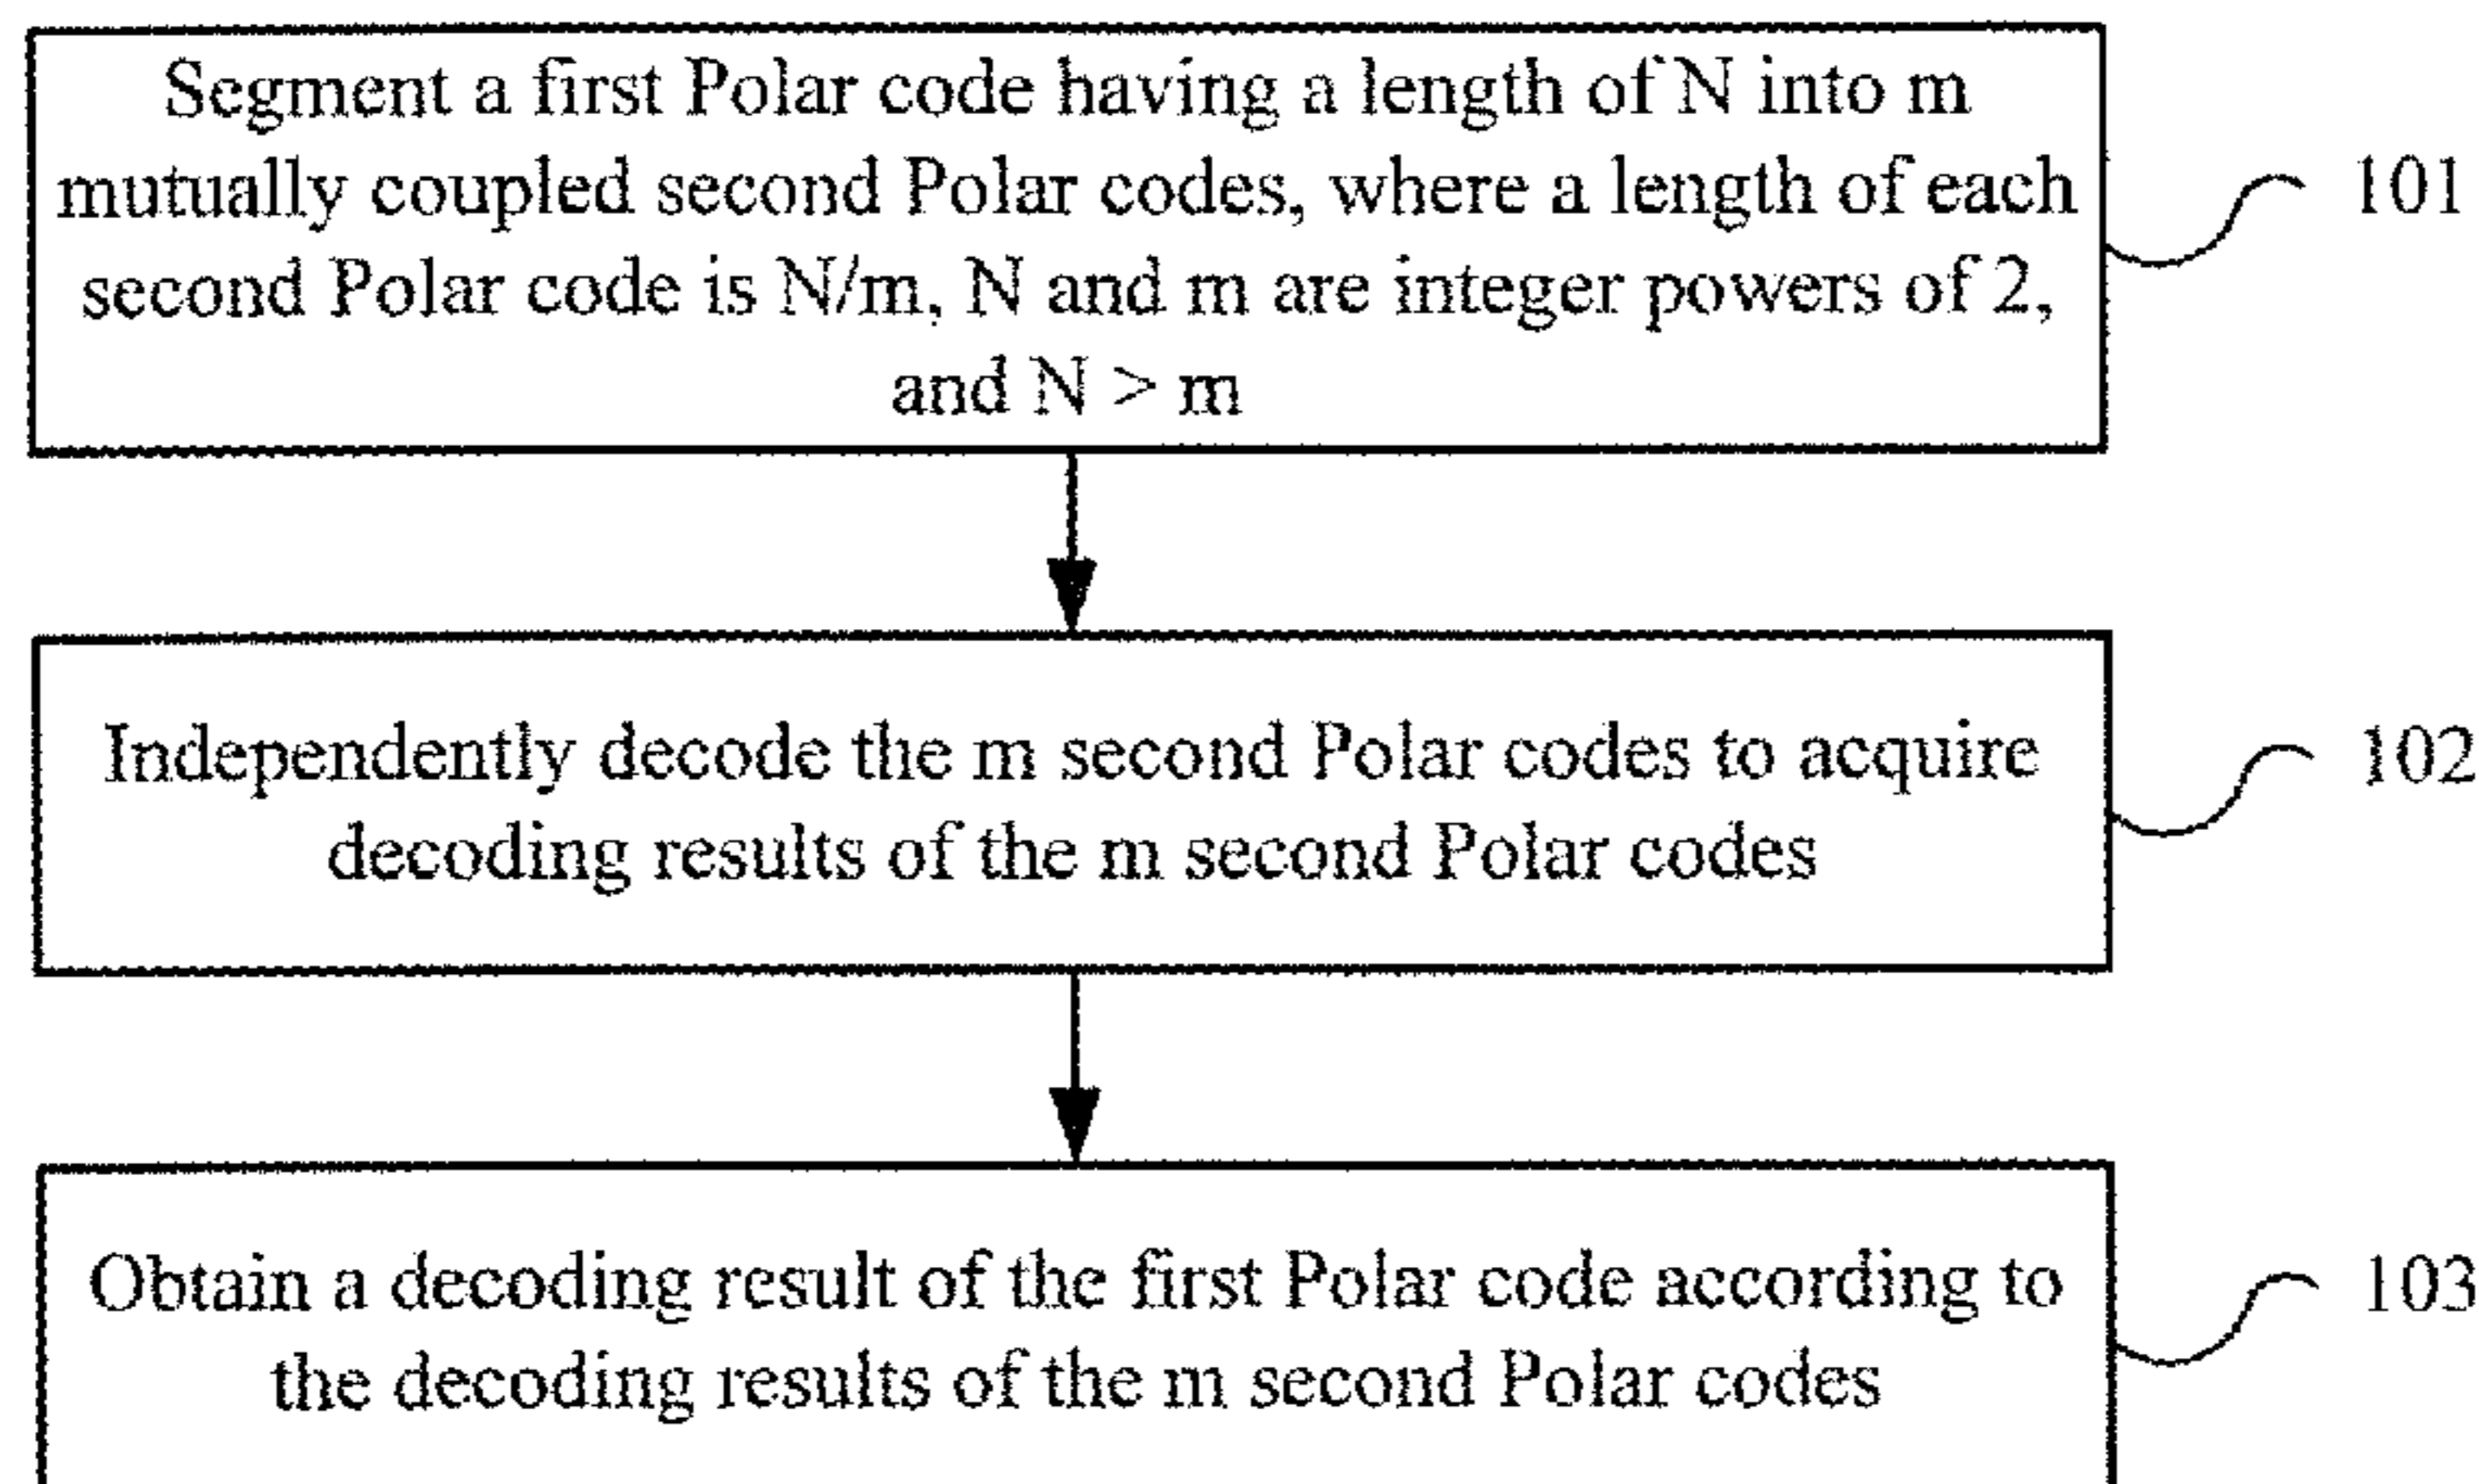 Segment a first Polar code having a length of N into m
mutually coupled second Polar codes, where a length of each
second Polar code is N/m, N and m are integer powers of 2,
and N > m
101
Independently decode the m second Polar codes to acquire
decoding results of the m second Polar codes
102
Obtain a decoding result of the first Polar code according to
the decoding results of the m second Polar codes
103